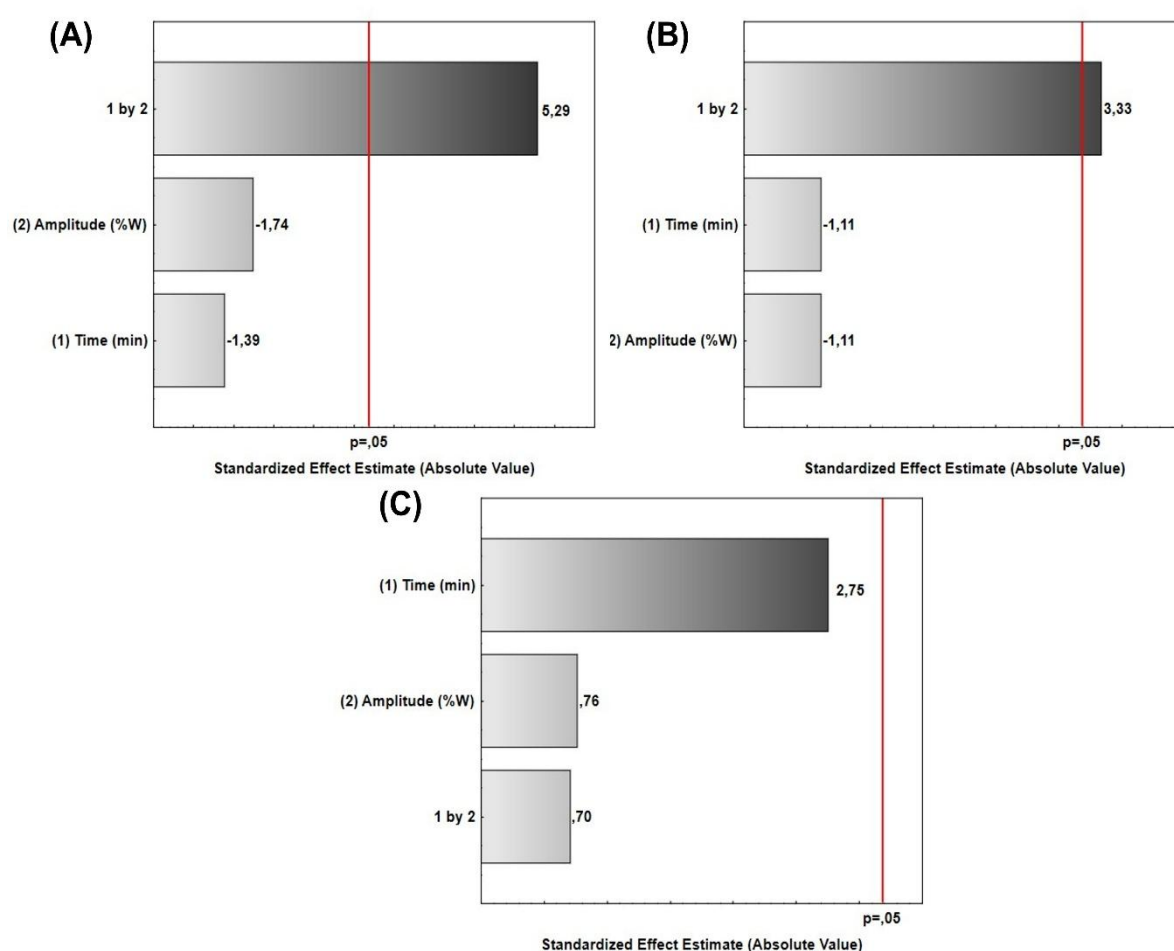 (A)
1 by 2
5,29
(2) Amplitude (%W)
-1,74
(1) Time (min)
-1,39
p=,05
Standardized Effect Estimate (Absolute Value)
(B)
1 by 2
3,33
(1) Time (min)
-1,11
2) Amplitude (%W)
-1,11
p=,05
Standardized Effect Estimate (Absolute Value)
(C)
(1) Time (min)
2,75
(2) Amplitude (%W)
,76
1 by 2
,70
p=,05
Standardized Effect Estimate (Absolute Value)